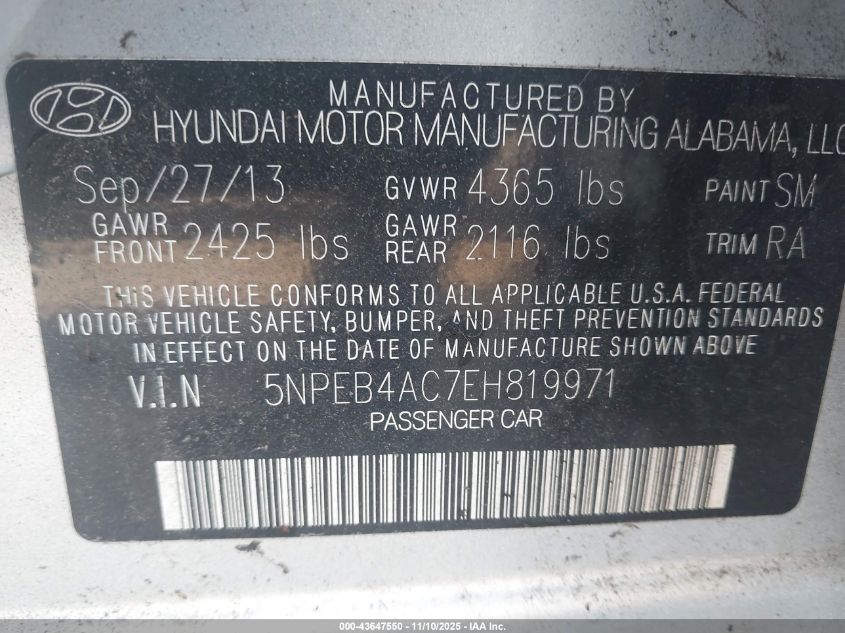 MANUFACTURED BY
HYUNDAI MOTOR MANUFACTURING ALABAMA, LLC
Sep/27/13 GVWR 4365 lbs PAINT SM
GAWR FRONT 2425 lbs GAWR REAR 2116 lbs TRIM RA
THIS VEHICLE CONFORMS TO ALL APPLICABLE U.S.A. FEDERAL
MOTOR VEHICLE SAFETY, BUMPER, AND THEFT PREVENTION STANDARDS
IN EFFECT ON THE DATE OF MANUFACTURE SHOWN ABOVE
V.I.N 5NPEB4AC7EH819971
PASSENGER CAR
000-43647550 - 11/10/2025 - IAA Inc.